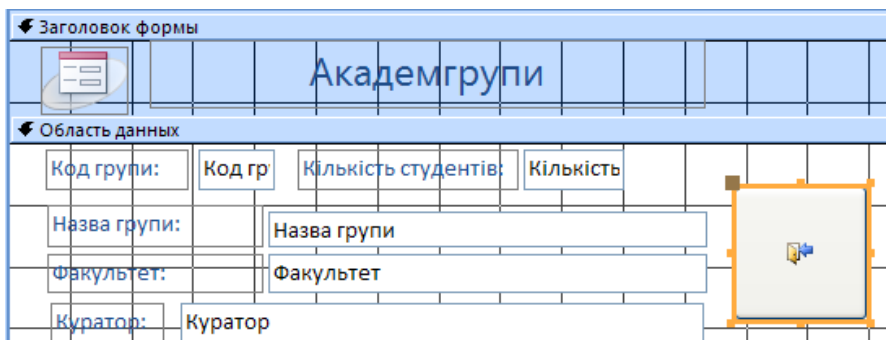 Заголовок формы
Академгрупи
Область данных
Код групи: Код гр Кількість студентів: Кількість
Назва групи: Назва групи
Факультет: Факультет
Куратор: Куратор